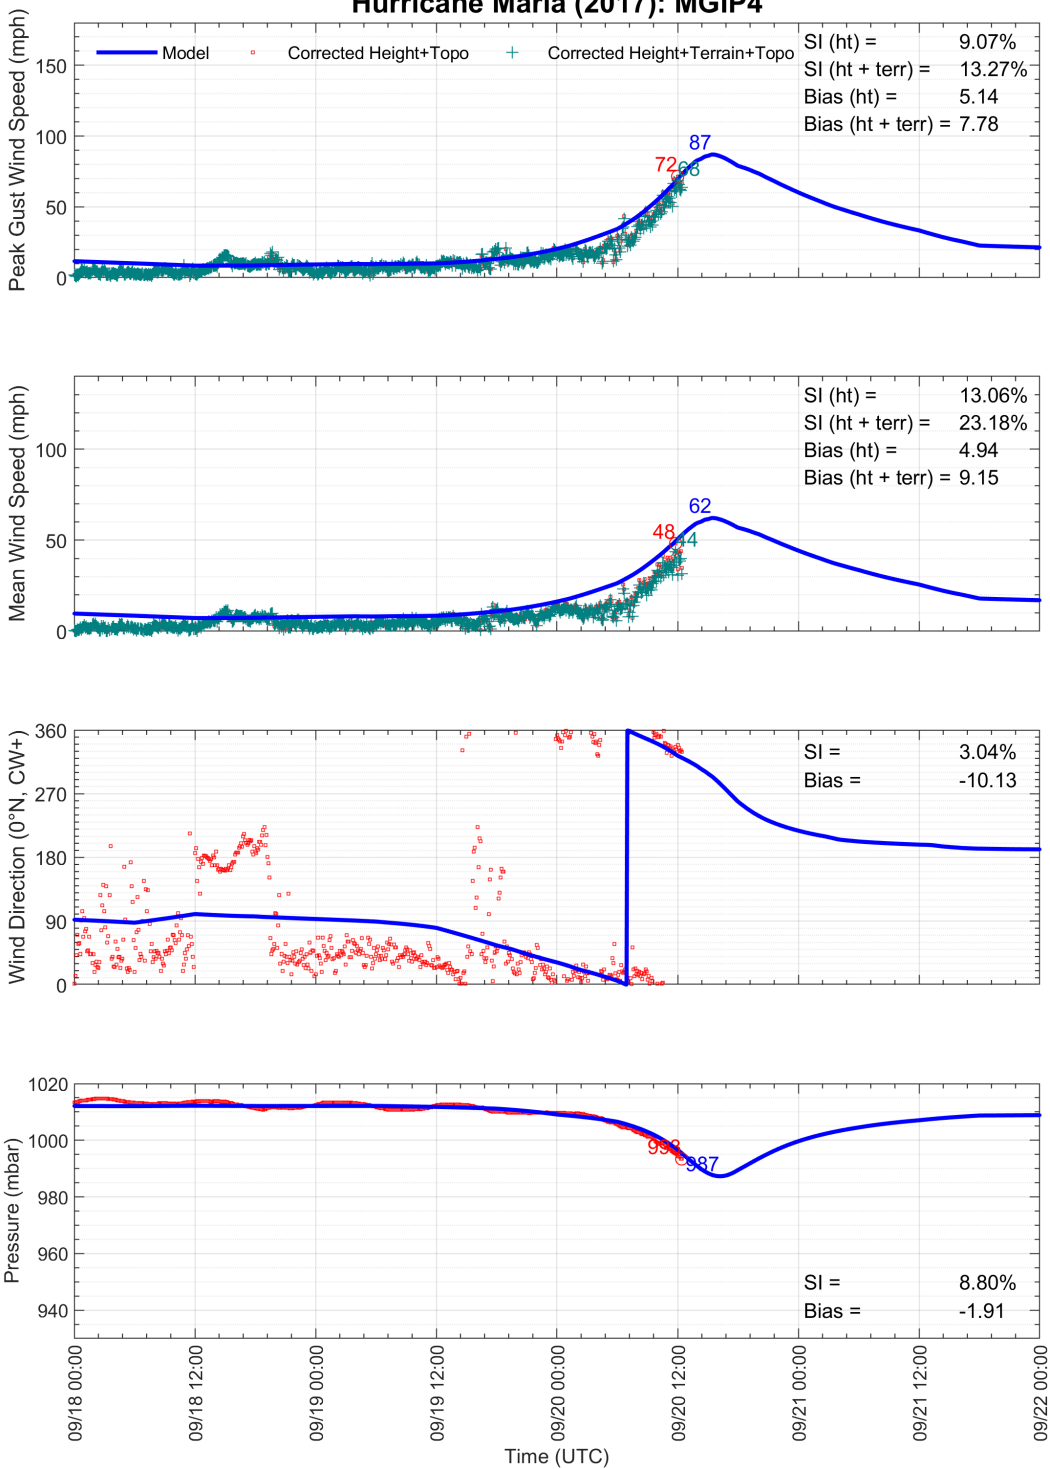 Hurricane Maria (2017): MGIP4
Peak Gust Wind Speed (mph)
150
100
50
0
Model
Corrected Height+Topo
Corrected Height+Terrain+Topo
SI (ht) = 9.07%
SI (ht + terr) = 13.27%
Bias (ht) = 5.14
Bias (ht + terr) = 7.78
87
72
68
Mean Wind Speed (mph)
100
50
0
SI (ht) = 13.06%
SI (ht + terr) = 23.18%
Bias (ht) = 4.94
Bias (ht + terr) = 9.15
62
48
44
Wind Direction (0°N, CW+)
360
270
180
90
0
SI = 3.04%
Bias = -10.13
Pressure (mbar)
1020
1000
980
960
940
993
987
SI = 8.80%
Bias = -1.91
09/18 00:00
09/18 12:00
09/19 00:00
09/19 12:00
09/20 00:00
09/20 12:00
09/21 00:00
09/21 12:00
09/22 00:00
Time (UTC)